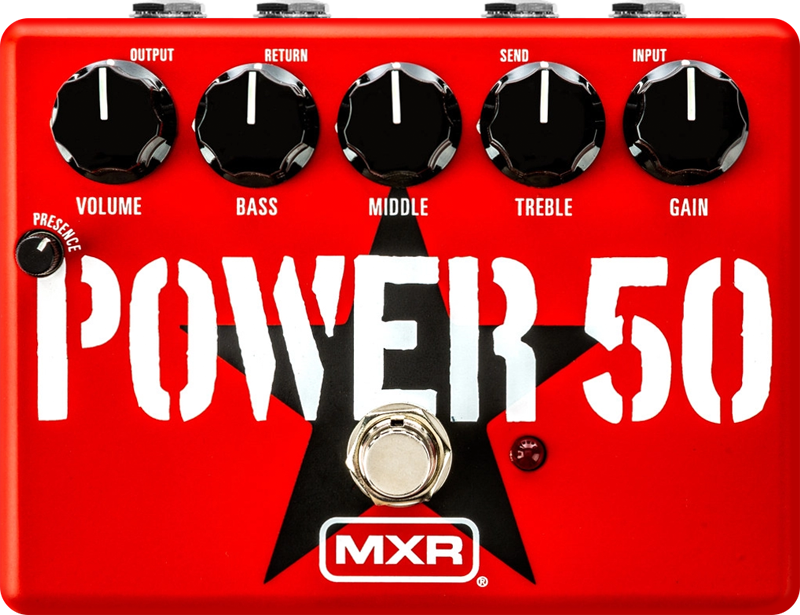 OUTPUT RETURN SEND INPUT
VOLUME BASS MIDDLE TREBLE GAIN
PRESENCE
POWER 50
MXR®